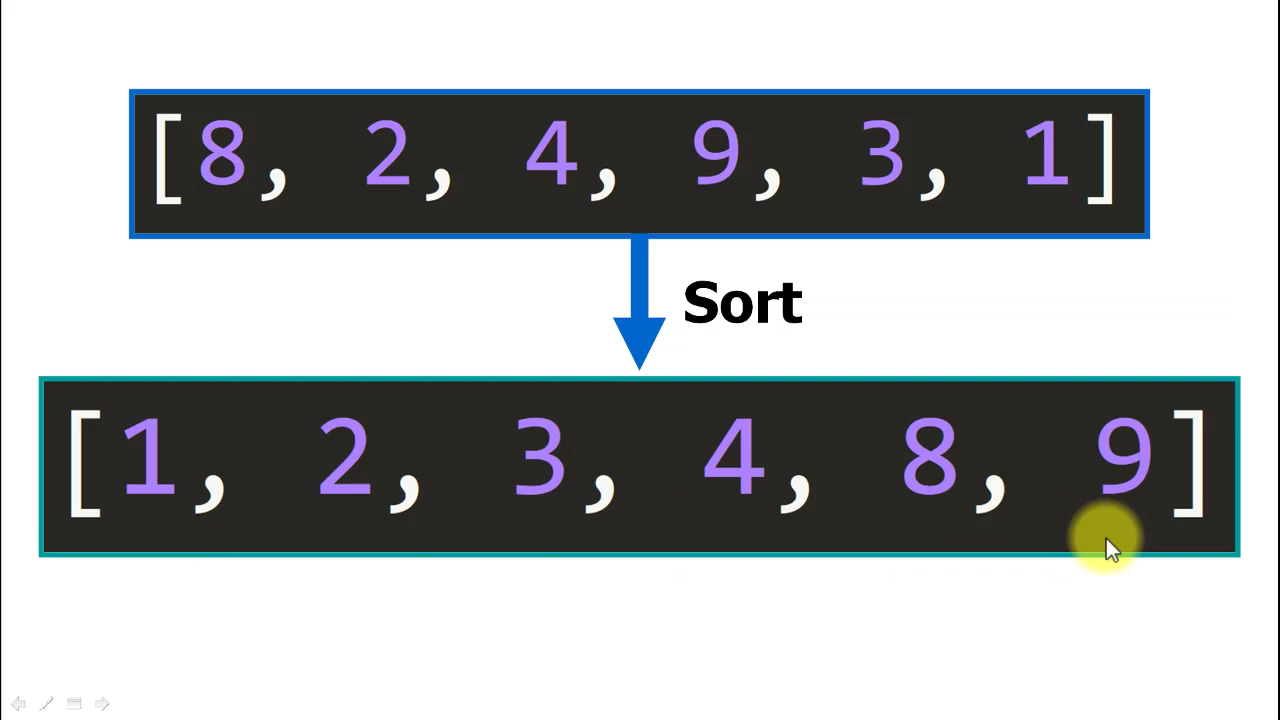 [8, 2, 4, 9, 3, 1]
Sort
[1, 2, 3, 4, 8, 9]